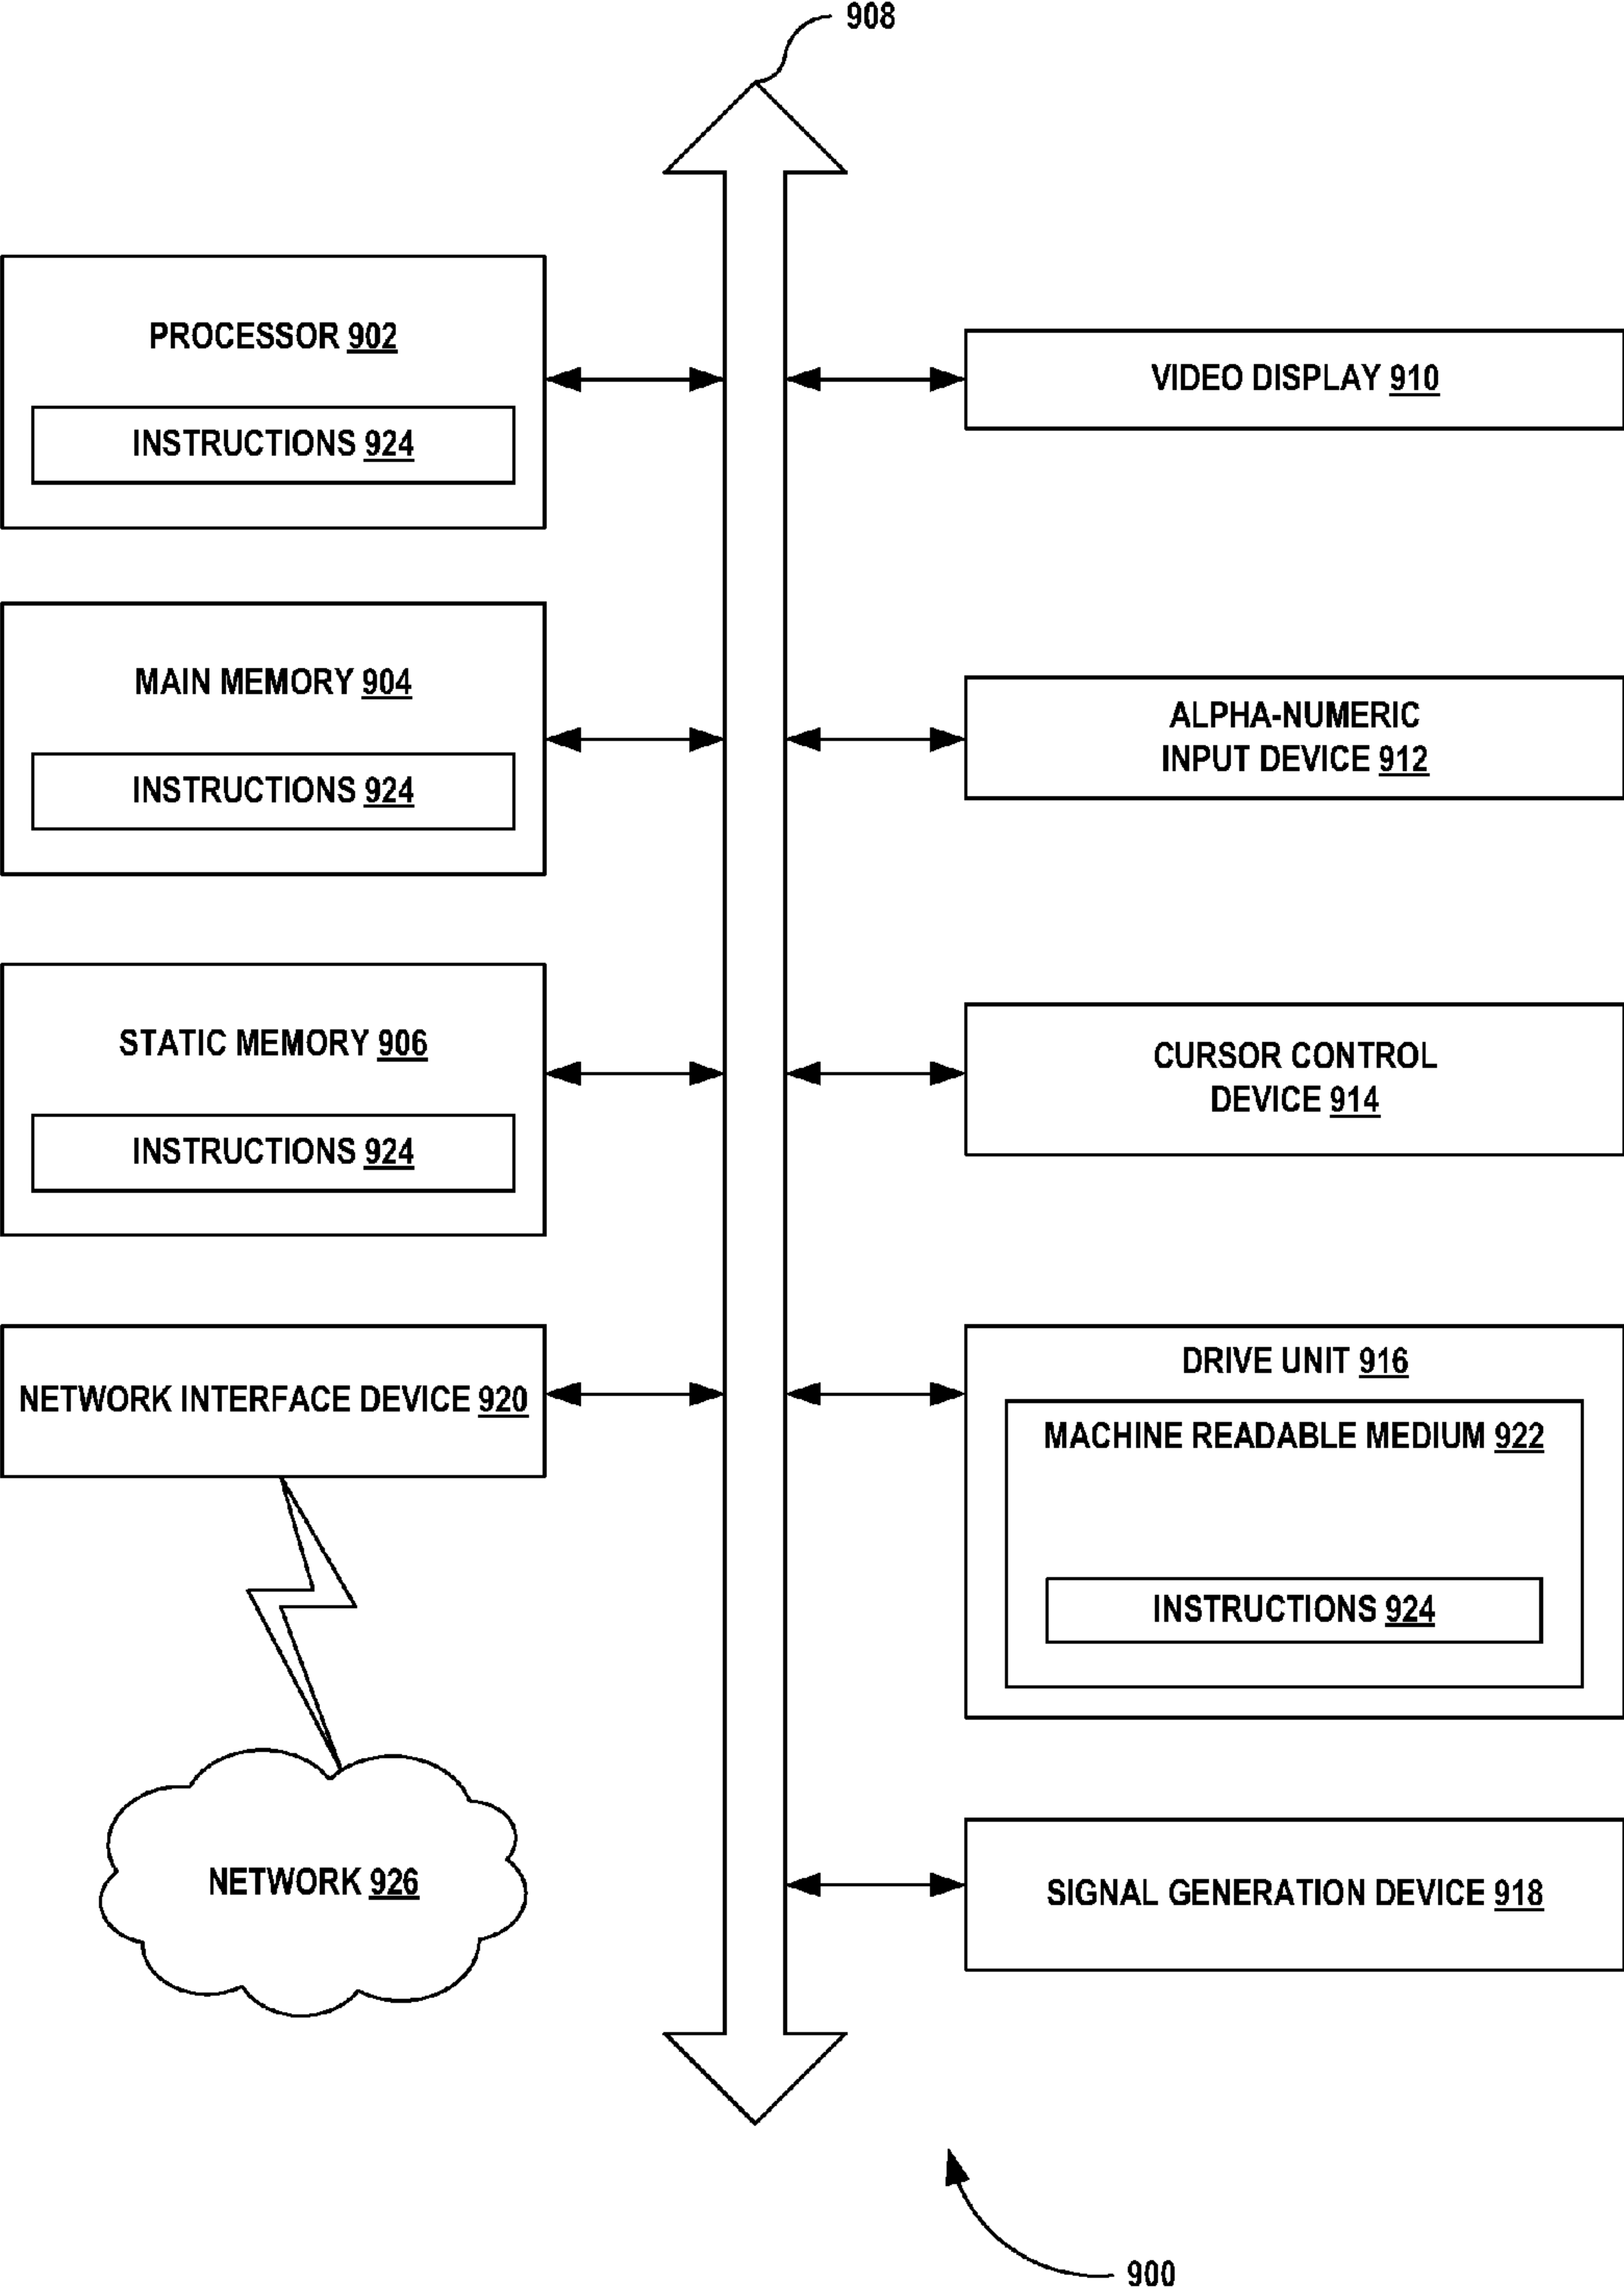 908
PROCESSOR 902
INSTRUCTIONS 924
MAIN MEMORY 904
INSTRUCTIONS 924
STATIC MEMORY 906
INSTRUCTIONS 924
NETWORK INTERFACE DEVICE 920
NETWORK 926
VIDEO DISPLAY 910
ALPHA-NUMERIC
INPUT DEVICE 912
CURSOR CONTROL
DEVICE 914
DRIVE UNIT 916
MACHINE READABLE MEDIUM 922
INSTRUCTIONS 924
SIGNAL GENERATION DEVICE 918
900